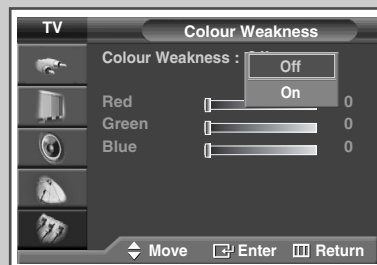 TV
Colour Weakness
Colour Weakness :
Off
On
Red 0
Green 0
Blue 0
Move Enter Return